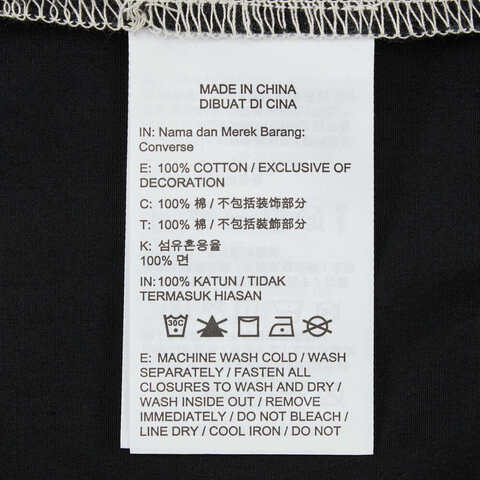 MADE IN CHINA
DIBUAT DI CINA
IN: Nama dan Merek Barang:
Converse
E: 100% COTTON / EXCLUSIVE OF
DECORATION
C: 100% 棉 / 不包括装饰部分
T: 100% 棉 / 不包括裝飾部分
K: 섬유혼용율
100% 면
IN: 100% KATUN / TIDAK
TERMASUK HIASAN
30C
E: MACHINE WASH COLD / WASH
SEPARATELY / FASTEN ALL
CLOSURES TO WASH AND DRY /
WASH INSIDE OUT / REMOVE
IMMEDIATELY / DO NOT BLEACH /
LINE DRY / COOL IRON / DO NOT